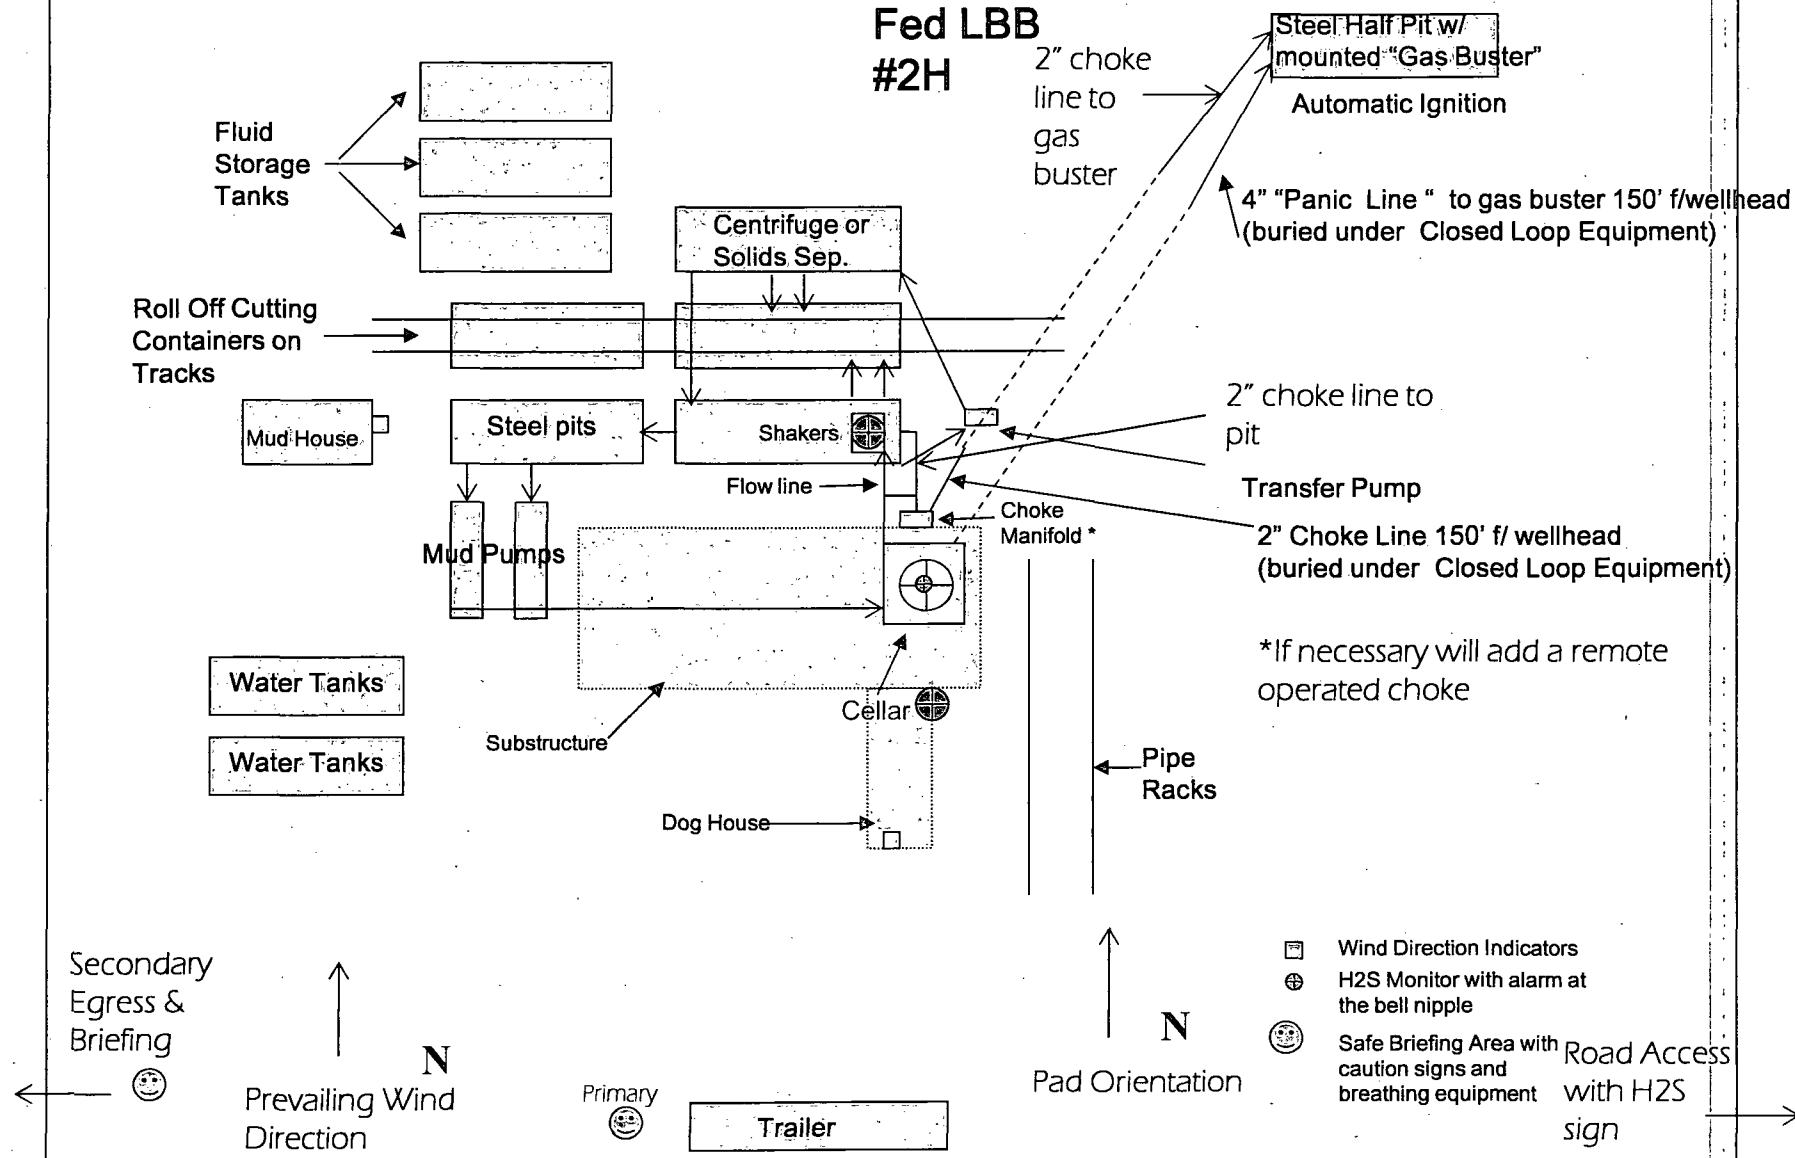 Fed LBB
#2H
2” choke
line to
gas
buster
Steel Half Pit w/
mounted “Gas Buster”
Automatic Ignition
4” “Panic Line “ to gas buster 150’ f/wellhead
(buried under Closed Loop Equipment)
Fluid
Storage
Tanks
Centrifuge or
Solids Sep.
Roll Off Cutting
Containers on
Tracks
Mud House
Steel pits
Shakers
2” choke line to
pit
Flow line
Transfer Pump
Choke
Manifold *
2” Choke Line 150’ f/ wellhead
(buried under Closed Loop Equipment)
Mud Pumps
*If necessary will add a remote
operated choke
Water Tanks
Water Tanks
Cellar
Substructure
Pipe
Racks
Dog House
Secondary
Egress &
Briefing
N
Prevailing Wind
Direction
Primary
Trailer
N
Pad Orientation
Wind Direction Indicators
H2S Monitor with alarm at
the bell nipple
Safe Briefing Area with
caution signs and
breathing equipment
Road Access
with H2S
sign